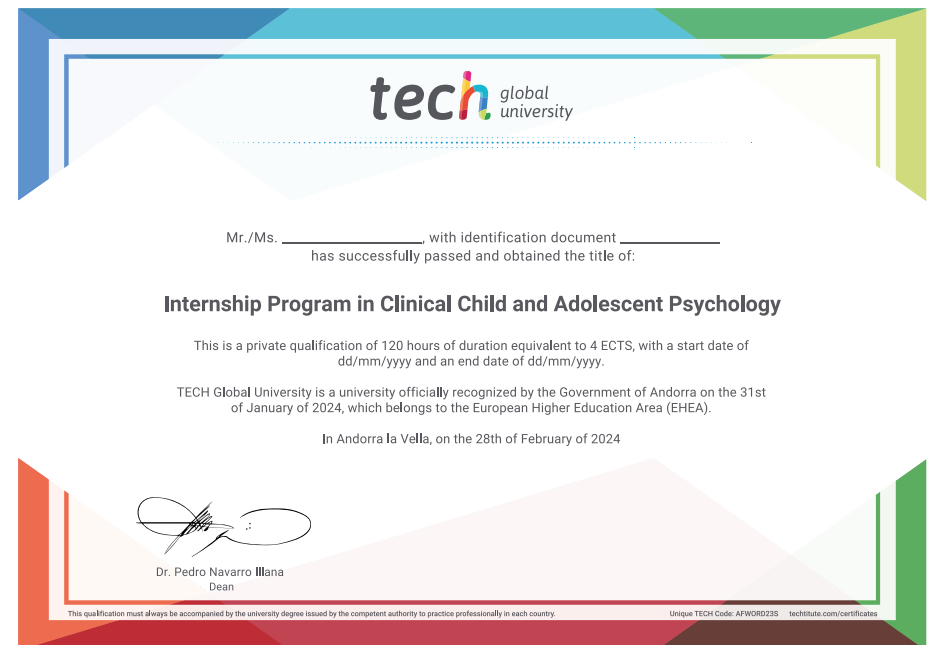 tech global university
Mr./Ms. ____________________, with identification document ______________
has successfully passed and obtained the title of:
Internship Program in Clinical Child and Adolescent Psychology
This is a private qualification of 120 hours of duration equivalent to 4 ECTS, with a start date of
dd/mm/yyyy and an end date of dd/mm/yyyy.
TECH Global University is a university officially recognized by the Government of Andorra on the 31st
of January of 2024, which belongs to the European Higher Education Area (EHEA).
In Andorra la Vella, on the 28th of February of 2024
Dr. Pedro Navarro Illana
Dean
This qualification must always be accompanied by the university degree issued by the competent authority to practice professionally in each country. Unique TECH Code: AFWORD23S techtitute.com/certificates